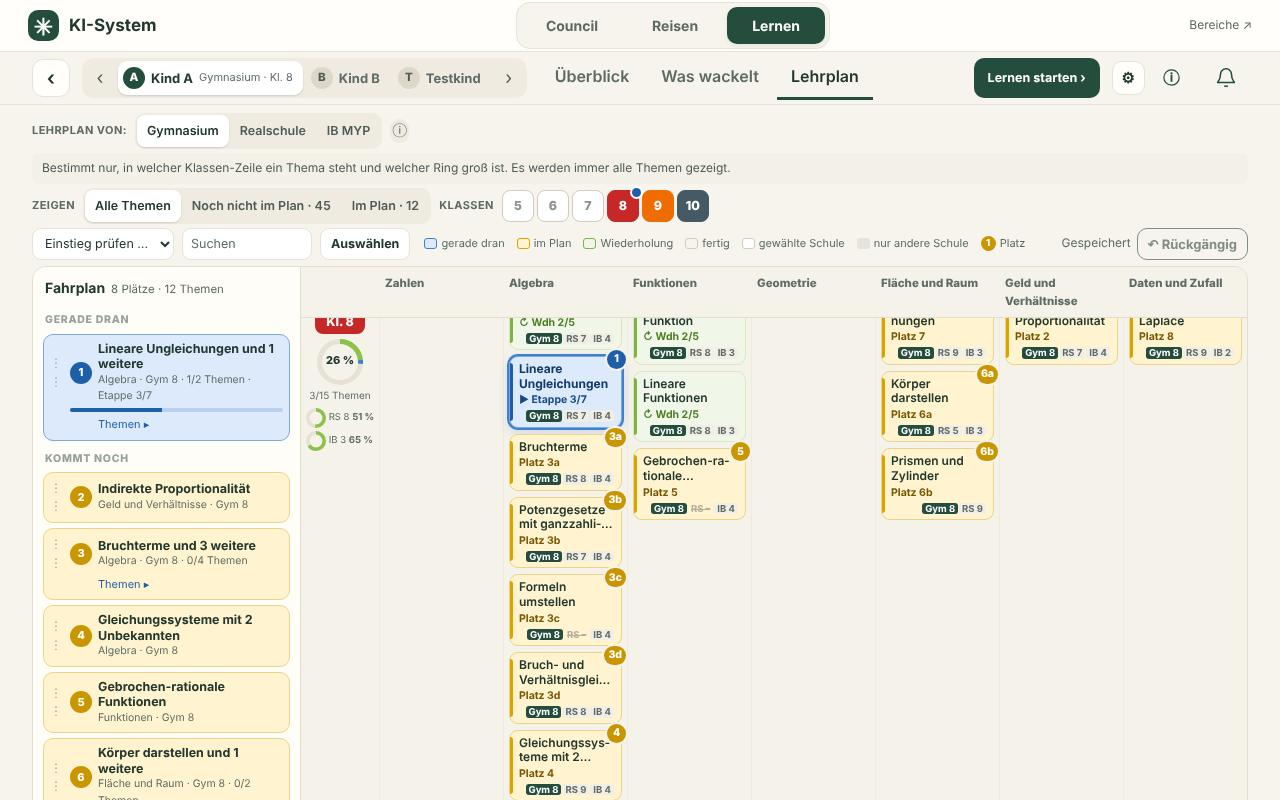 KI-System
Council
Reisen
Lernen
Bereiche ↗
‹
‹
A Kind A Gymnasium · Kl. 8
B Kind B
T Testkind
›
Überblick
Was wackelt
Lehrplan
Lernen starten ›
LEHRPLAN VON:
Gymnasium
Realschule
IB MYP
Bestimmt nur, in welcher Klassen-Zeile ein Thema steht und welcher Ring groß ist. Es werden immer alle Themen gezeigt.
ZEIGEN
Alle Themen
Noch nicht im Plan · 45
Im Plan · 12
KLASSEN
5
6
7
8
9
10
Einstieg prüfen ...
Suchen
Auswählen
gerade dran
im Plan
Wiederholung
fertig
gewählte Schule
nur andere Schule
1 Platz
Gespeichert
↶ Rückgängig
Fahrplan 8 Plätze · 12 Themen
GERADE DRAN
1
Lineare Ungleichungen und 1
weitere
Algebra · Gym 8 · 1/2 Themen ·
Etappe 3/7
Themen ▸
KOMMT NOCH
2
Indirekte Proportionalität
Geld und Verhältnisse · Gym 8
3
Bruchterme und 3 weitere
Algebra · Gym 8 · 0/4 Themen
Themen ▸
4
Gleichungssysteme mit 2
Unbekannten
Algebra · Gym 8
5
Gebrochen-rationale
Funktionen
Funktionen · Gym 8
6
Körper darstellen und 1
weitere
Fläche und Raum · Gym 8 · 0/2
Themen
Zahlen
Algebra
Funktionen
Geometrie
Fläche und Raum
Geld und
Verhältnisse
Daten und Zufall
Kl. 8
26 %
3/15 Themen
RS 8 51 %
IB 3 65 %
↻ Wdh 2/5
Gym 8 RS 7 IB 4
1
Lineare
Ungleichungen
▶ Etappe 3/7
Gym 8 RS 7 IB 4
3a
Bruchterme
Platz 3a
Gym 8 RS 7 IB 4
3b
Potenzgesetze
mit ganzzahli-...
Platz 3b
Gym 8 RS 7 IB 4
3c
Formeln
umstellen
Platz 3c
Gym 8 RS – IB 4
3d
Bruch- und
Verhältnisglei...
Platz 3d
Gym 8 RS 8 IB 4
4
Gleichungssys-
teme mit 2...
Platz 4
Gym 8 RS 9 IB 4
Funktion
↻ Wdh 2/5
Gym 8 RS 8 IB 3
Lineare
Funktionen
↻ Wdh 2/5
Gym 8 RS 8 IB 3
5
Gebrochen-ra-
tionale...
Platz 5
Gym 8 RS – IB 4
nungen
Platz 7
Gym 8 RS 9 IB 3
6a
Körper
darstellen
Platz 6a
Gym 8 RS 5 IB 3
6b
Prismen und
Zylinder
Platz 6b
Gym 8 RS 9
Proportionalität
Platz 2
Gym 8 RS 7 IB 4
Laplace
Platz 8
Gym 8 RS 9 IB 2